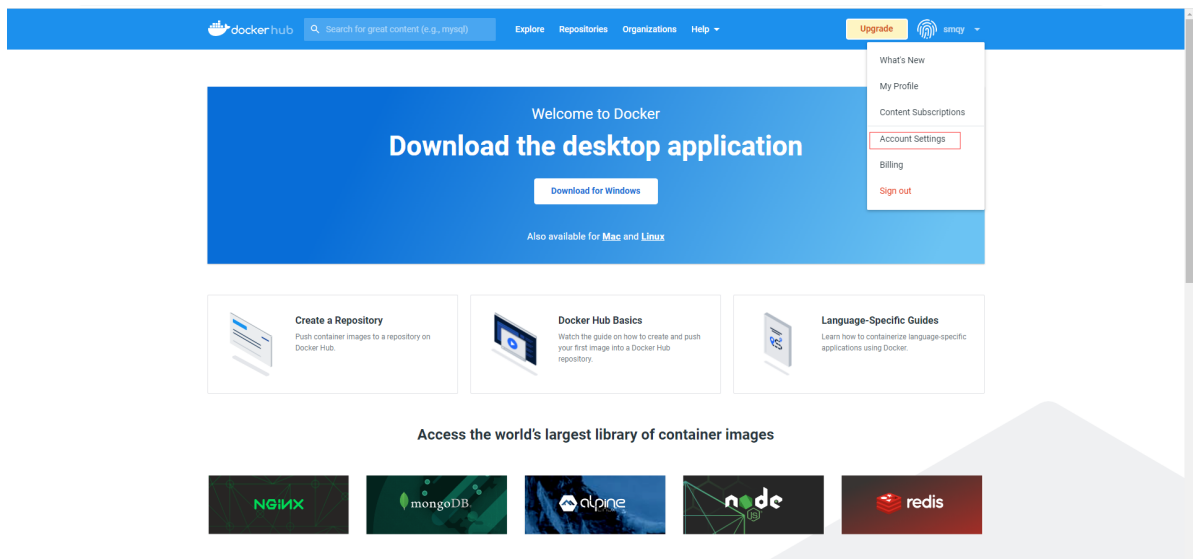 docker hub
Search for great content (e.g., mysql)
Explore
Repositories
Organizations
Help
Upgrade
smqy
What's New
My Profile
Content Subscriptions
Account Settings
Billing
Sign out
Welcome to Docker
Download the desktop application
Download for Windows
Also available for Mac and Linux
Create a Repository
Push container images to a repository on
Docker Hub.
Docker Hub Basics
Watch the guide on how to create and push
your first image into a Docker Hub
repository.
Language-Specific Guides
Learn how to containerize language-specific
applications using Docker.
Access the world's largest library of container images
NGINX
mongoDB.
alpine
node
JS
redis